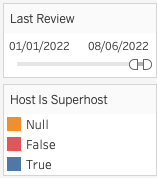 Last Review
01/01/2022 08/06/2022
Host Is Superhost
Null
False
True